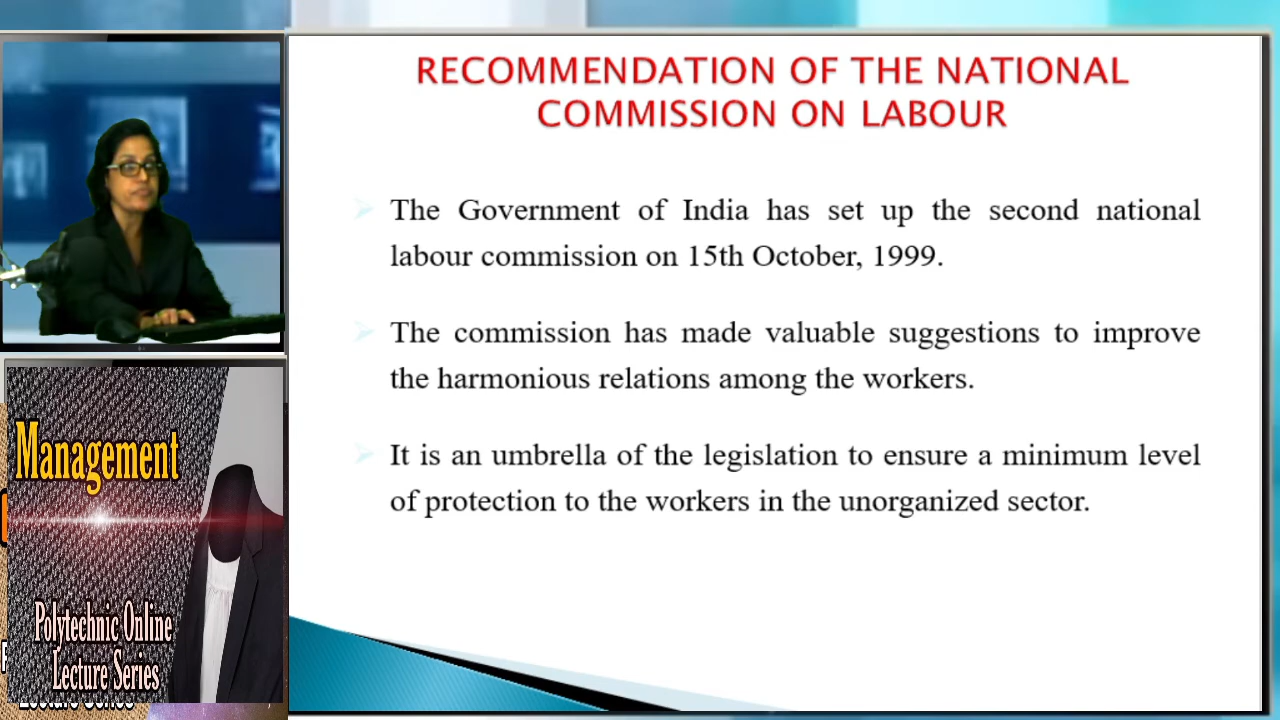 RECOMMENDATION OF THE NATIONAL
COMMISSION ON LABOUR
The Government of India has set up the second national
labour commission on 15th October, 1999.
The commission has made valuable suggestions to improve
the harmonious relations among the workers.
It is an umbrella of the legislation to ensure a minimum level
of protection to the workers in the unorganized sector.
Management
Polytechnic Online
Lecture Series